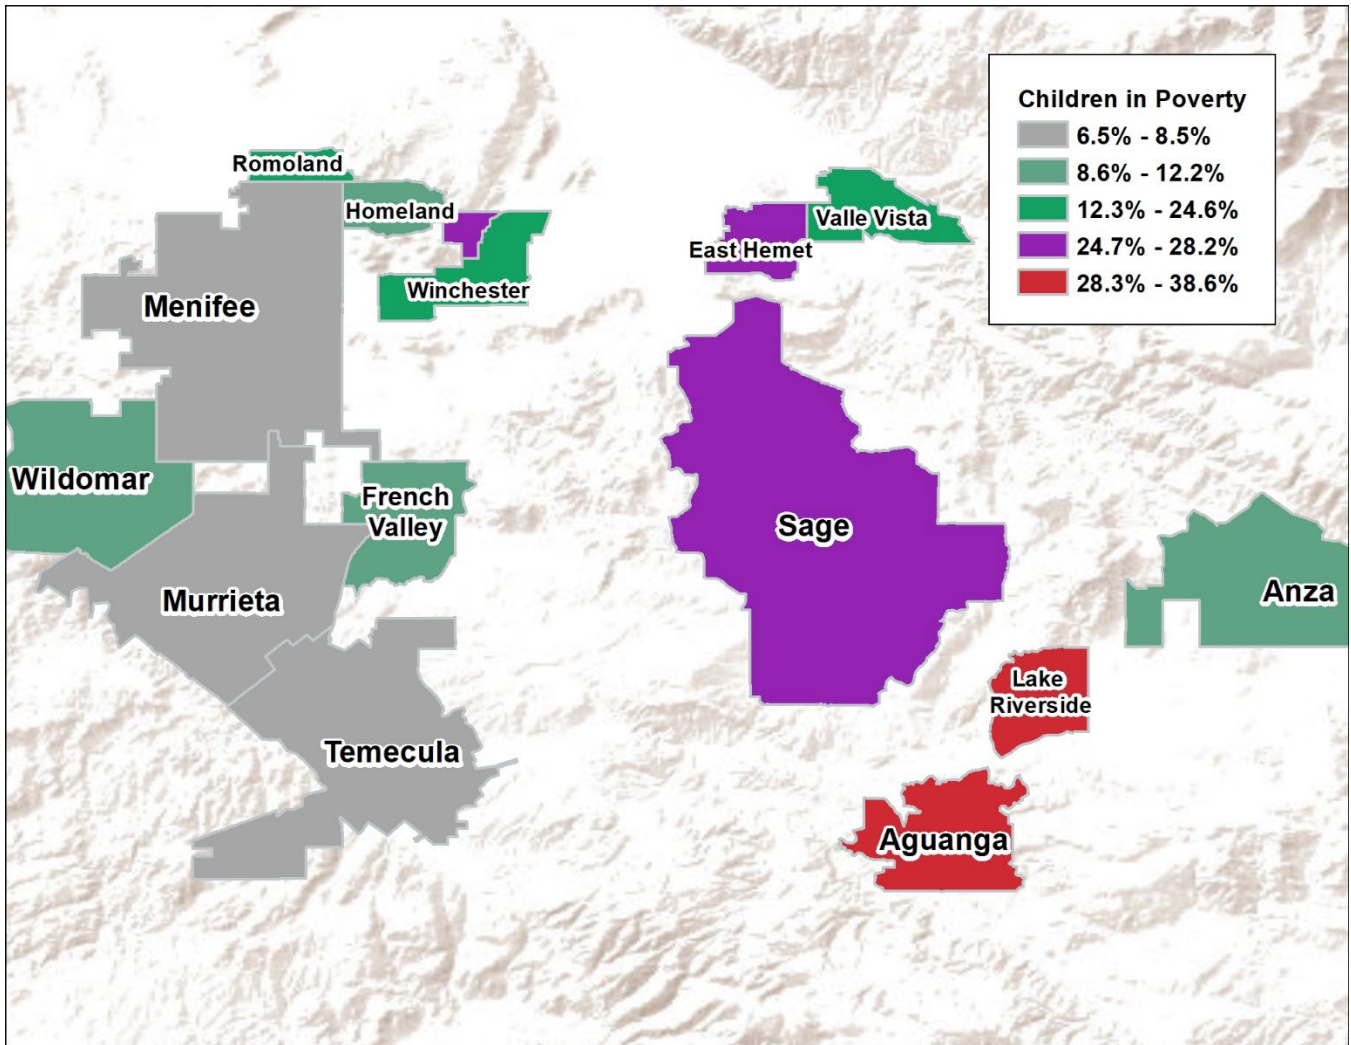 Children in Poverty
6.5% - 8.5%
8.6% - 12.2%
12.3% - 24.6%
24.7% - 28.2%
28.3% - 38.6%
Romoland
Homeland
Valle Vista
East Hemet
Winchester
Menifee
Wildomar
French
Valley
Sage
Anza
Murrieta
Lake
Riverside
Temecula
Aguanga